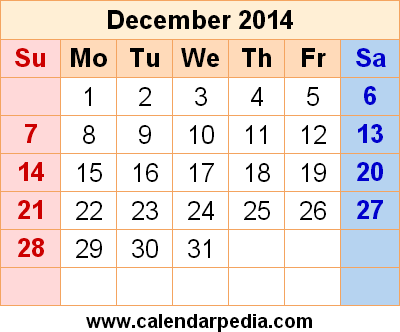 December 2014
Su Mo Tu We Th Fr Sa
1 2 3 4 5 6
7 8 9 10 11 12 13
14 15 16 17 18 19 20
21 22 23 24 25 26 27
28 29 30 31
www.calendarpedia.com